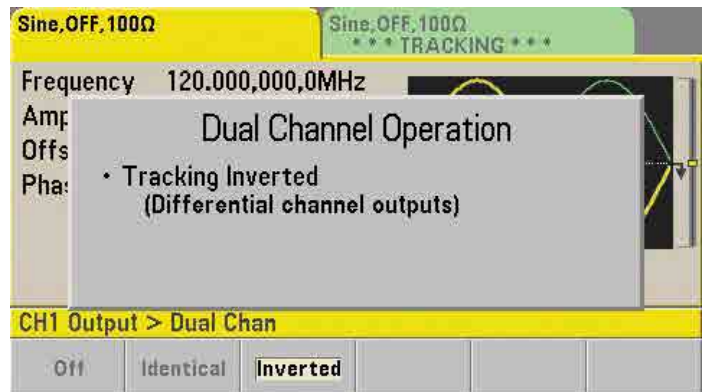 Sine,OFF,100Ω
Sine,OFF,100Ω
* * * TRACKING * * *
Frequency 120.000,000,0MHz
Amp
Offs
Phas
Dual Channel Operation
• Tracking Inverted
(Differential channel outputs)
CH1 Output > Dual Chan
Off Identical Inverted